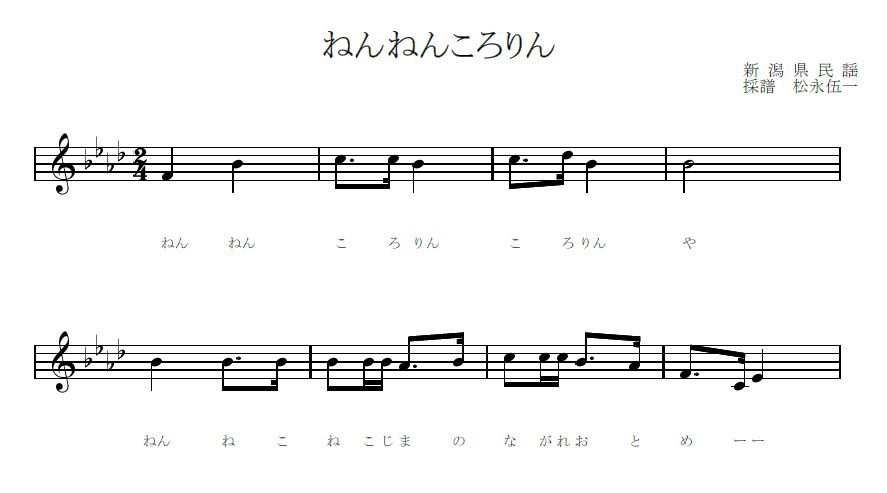 ねんねんころりん
新潟県民謡
採譜　松永伍一
2
4
ねん ねん こ ろ りん こ ろ りん や
ねん ね こ ね こ じ ま の な が れ お と め ー ー